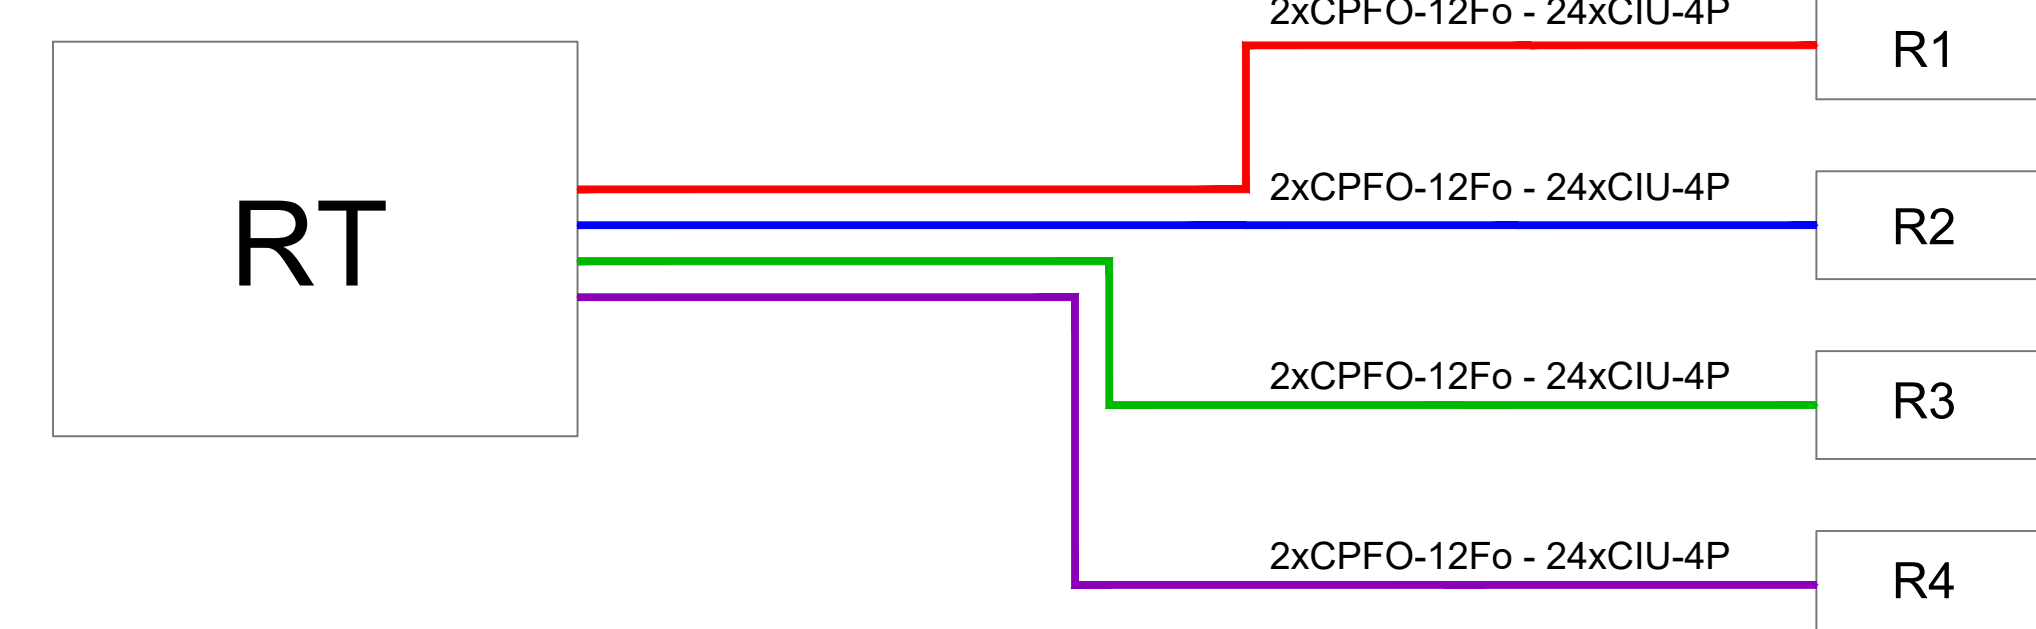 2xCPFO-12Fo - 24xCIU-4P
R1
RT
2xCPFO-12Fo - 24xCIU-4P
R2
2xCPFO-12Fo - 24xCIU-4P
R3
2xCPFO-12Fo - 24xCIU-4P
R4